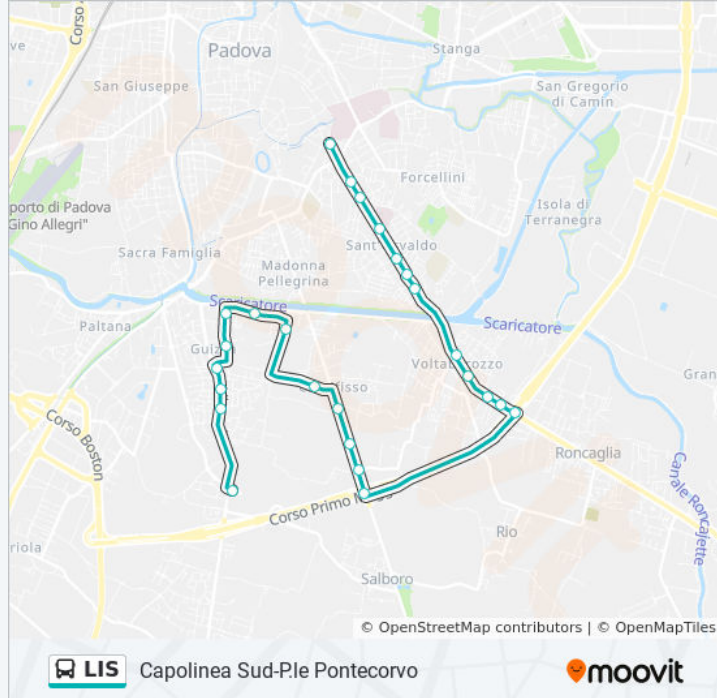 Corso
ve
Padova
Stanga
San Giuseppe
San Gregorio
di Camin
Forcellini
porto di Padova
Gino Allegri"
Isola di
Terranegra
Sacra Famiglia
Madonna
Pellegrina
Scaricatore
Paltana
Scaricatore
Gran
Corso Boston
Roncaglia
Canale Roncajette
Corso Primo
Rio
riola
Salboro
© OpenStreetMap contributors | © OpenMapTiles
LIS Capolinea Sud-P.le Pontecorvo moovit